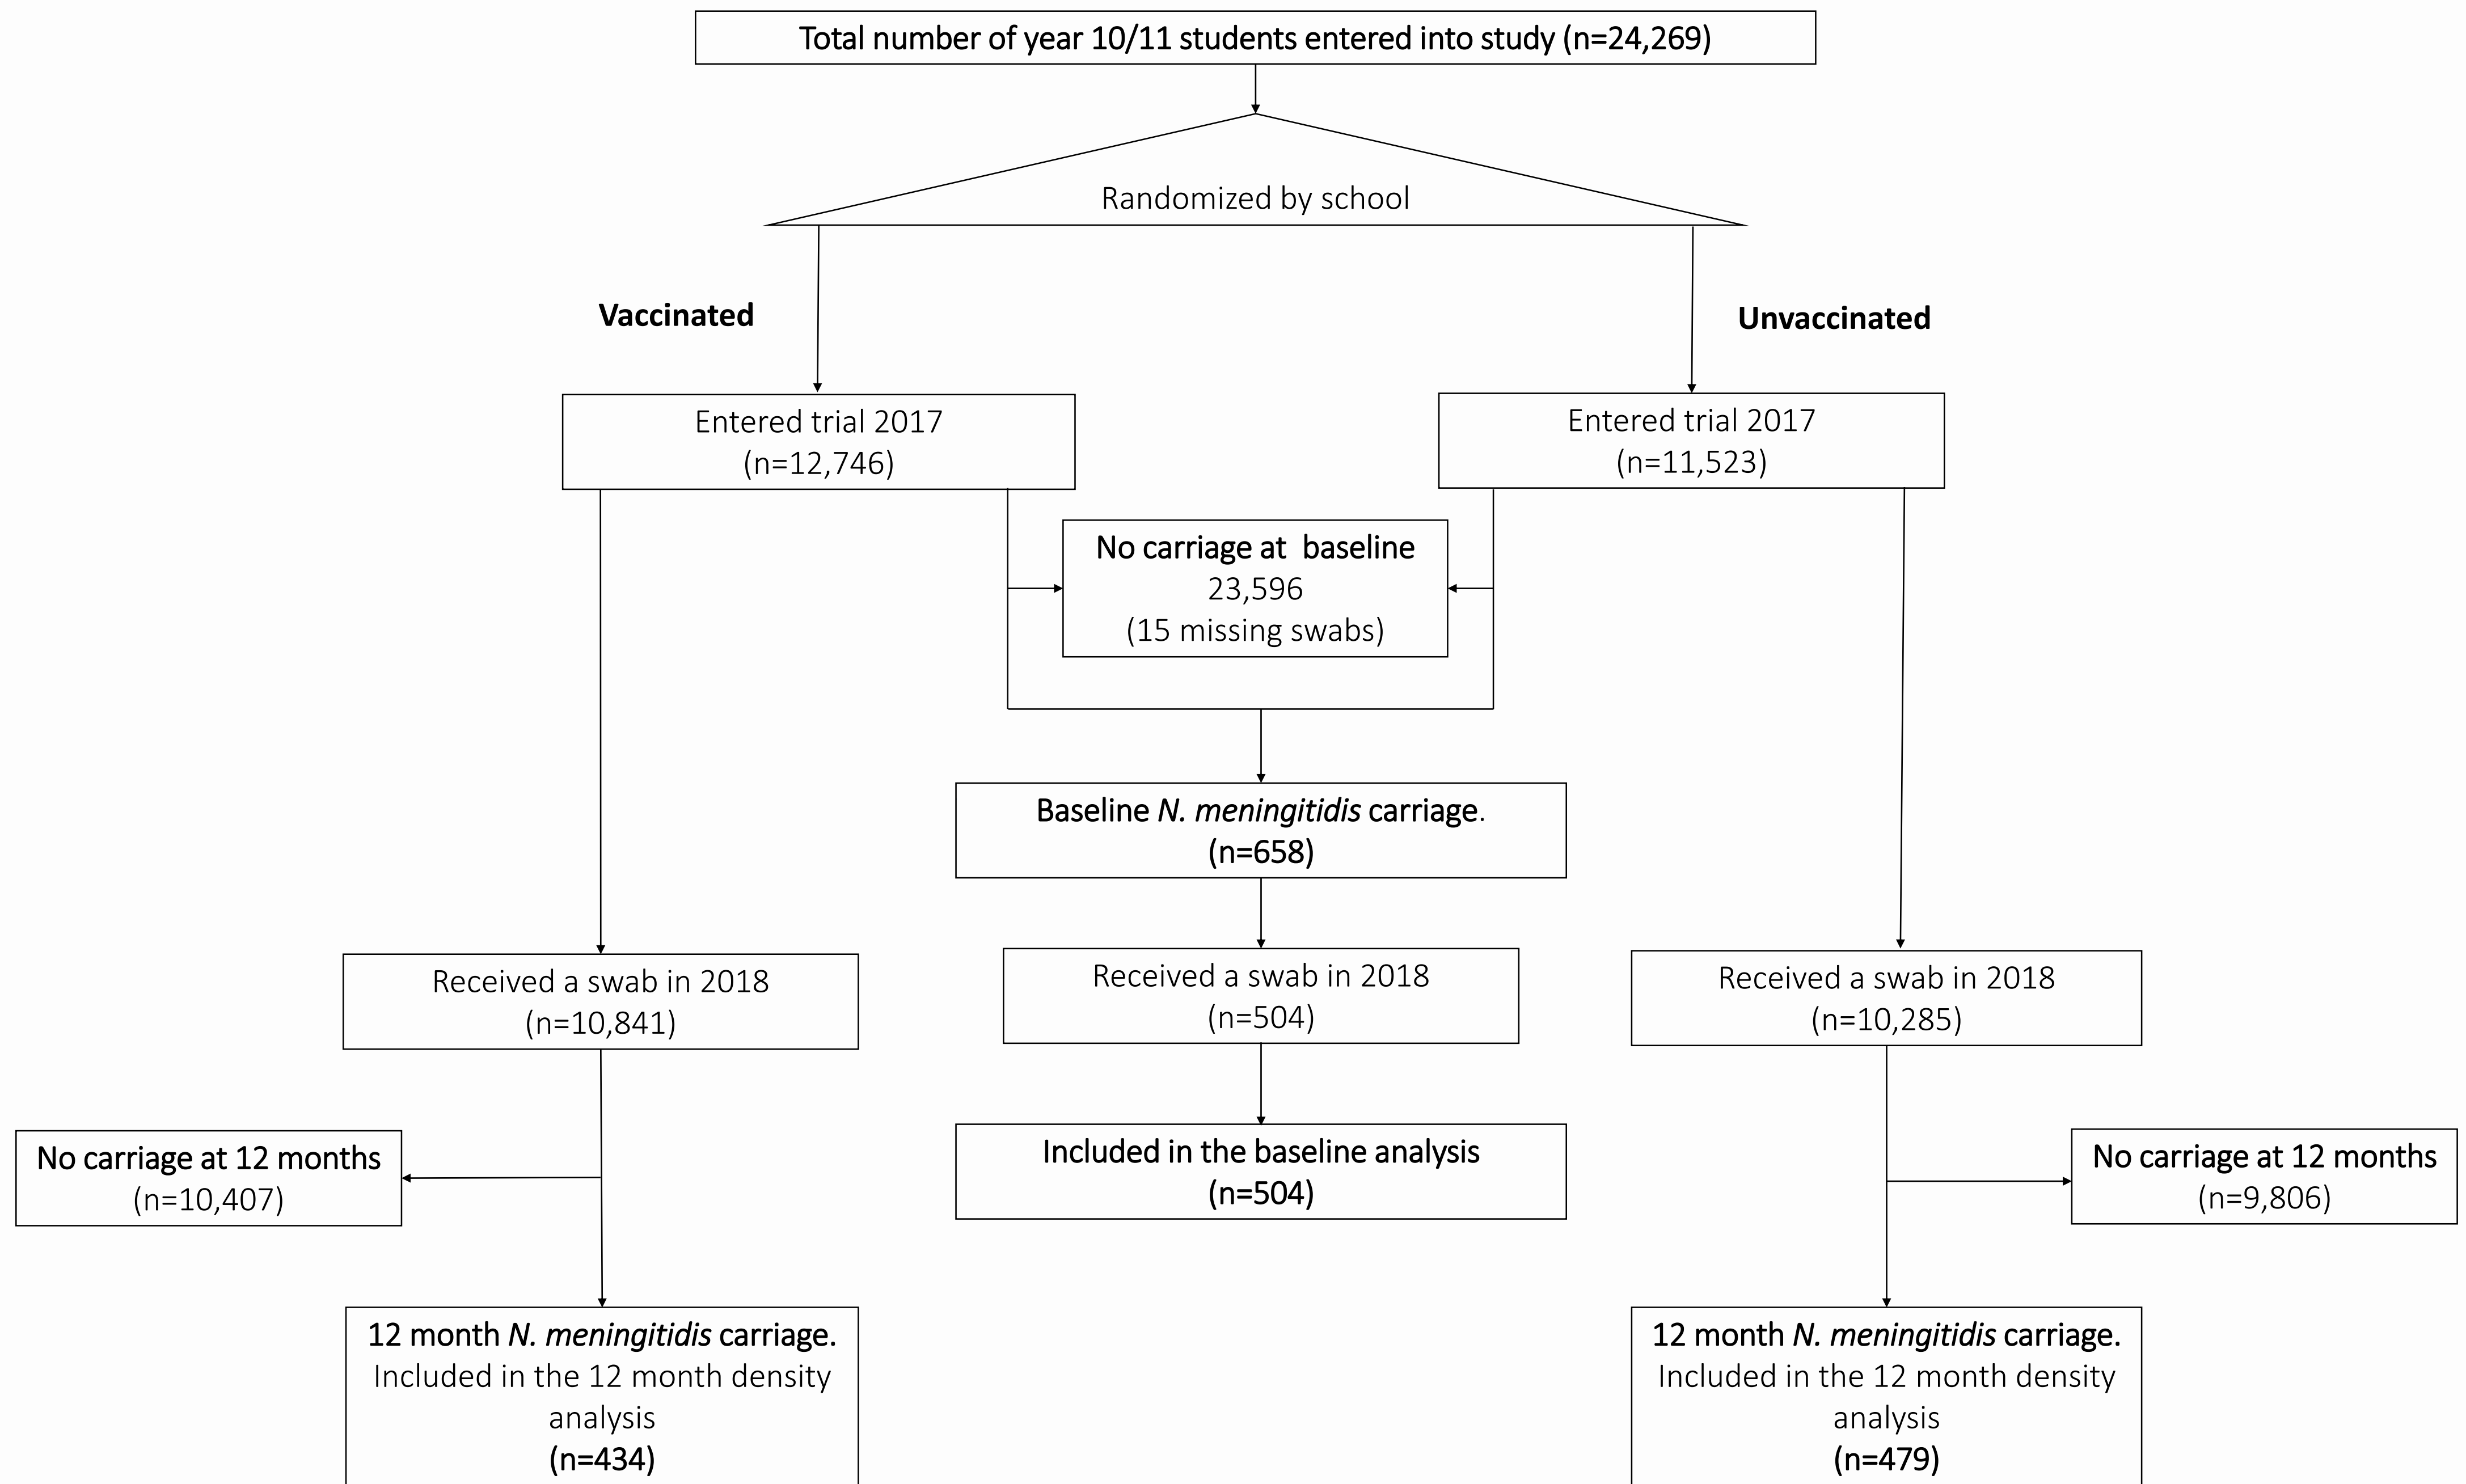 Total number of year 10/11 students entered into study (n=24,269)
Randomized by school
Vaccinated
Unvaccinated
Entered trial 2017
(n=12,746)
Entered trial 2017
(n=11,523)
No carriage at baseline
23,596
(15 missing swabs)
Baseline N. meningitidis carriage.
(n=658)
Received a swab in 2018
(n=10,841)
Received a swab in 2018
(n=504)
Received a swab in 2018
(n=10,285)
No carriage at 12 months
(n=10,407)
Included in the baseline analysis
(n=504)
No carriage at 12 months
(n=9,806)
12 month N. meningitidis carriage.
Included in the 12 month density
analysis
(n=434)
12 month N. meningitidis carriage.
Included in the 12 month density
analysis
(n=479)